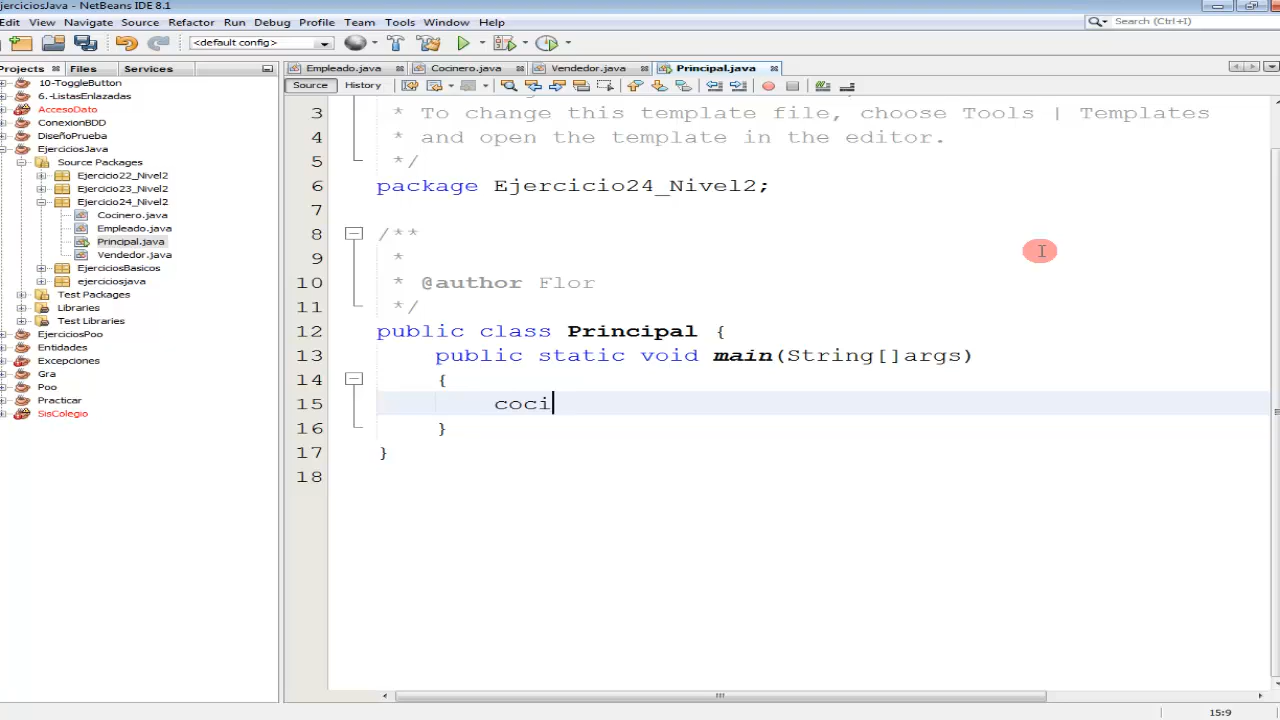 EjerciciosJava - NetBeans IDE 8.1
Edit View Navigate Source Refactor Run Debug Profile Team Tools Window Help
Search (Ctrl+I)
<default config>
Projects Files Services
Empleado.java Cocinero.java Vendedor.java Principal.java
Source History
10-ToggleButton
6.-ListasEnlazadas
AccesoDato
ConexionBDD
DiseñoPrueba
EjerciciosJava
Source Packages
Ejercicio22_Nivel2
Ejercicio23_Nivel2
Ejercicio24_Nivel2
Cocinero.java
Empleado.java
Principal.java
Vendedor.java
EjerciciosBasicos
ejerciciosjava
Test Packages
Libraries
Test Libraries
EjerciciosPoo
Entidades
Excepciones
Gra
Poo
Practicar
SisColegio
3 * To change this template file, choose Tools | Templates
4 * and open the template in the editor.
5 */
6 package Ejercicio24_Nivel2;
7
8 /**
9 *
10 * @author Flor
11 */
12 public class Principal {
13 public static void main(String[]args)
14 {
15 coci
16 }
17 }
18
15:9